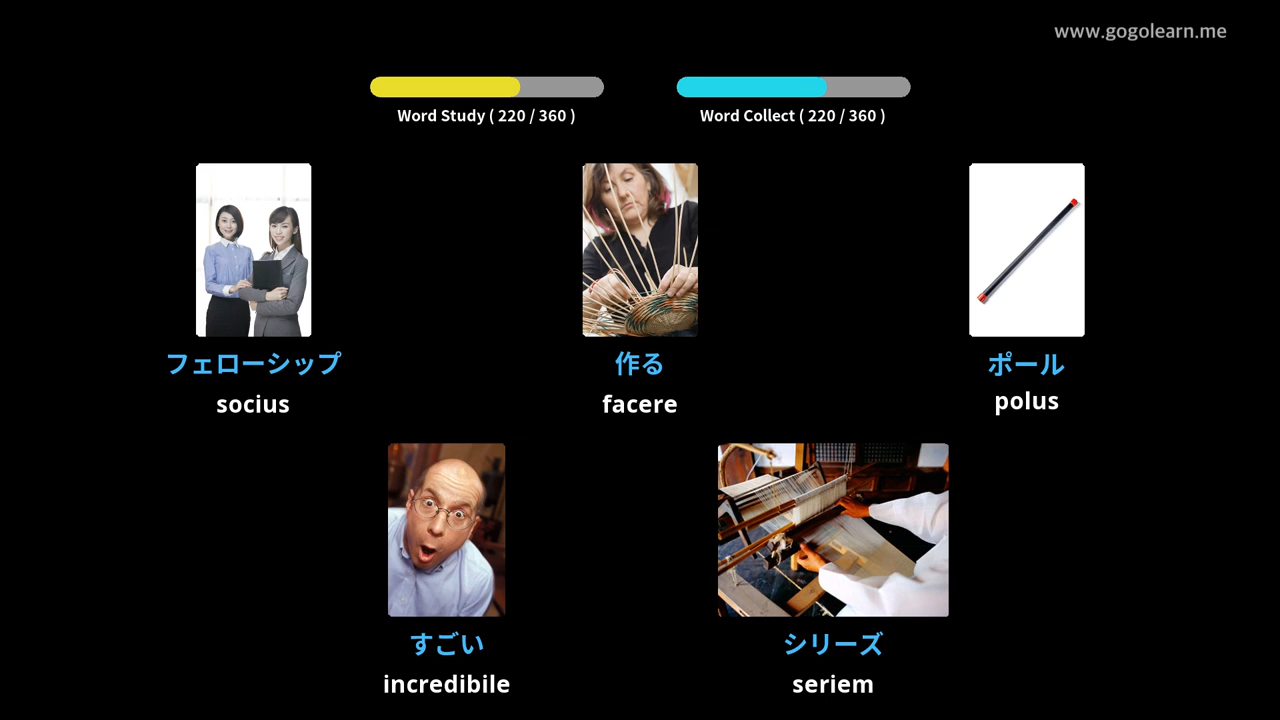 www.gogolearn.me
Word Study ( 220 / 360 )
Word Collect ( 220 / 360 )
フェローシップ
socius
作る
facere
ポール
polus
すごい
incredibile
シリーズ
seriem